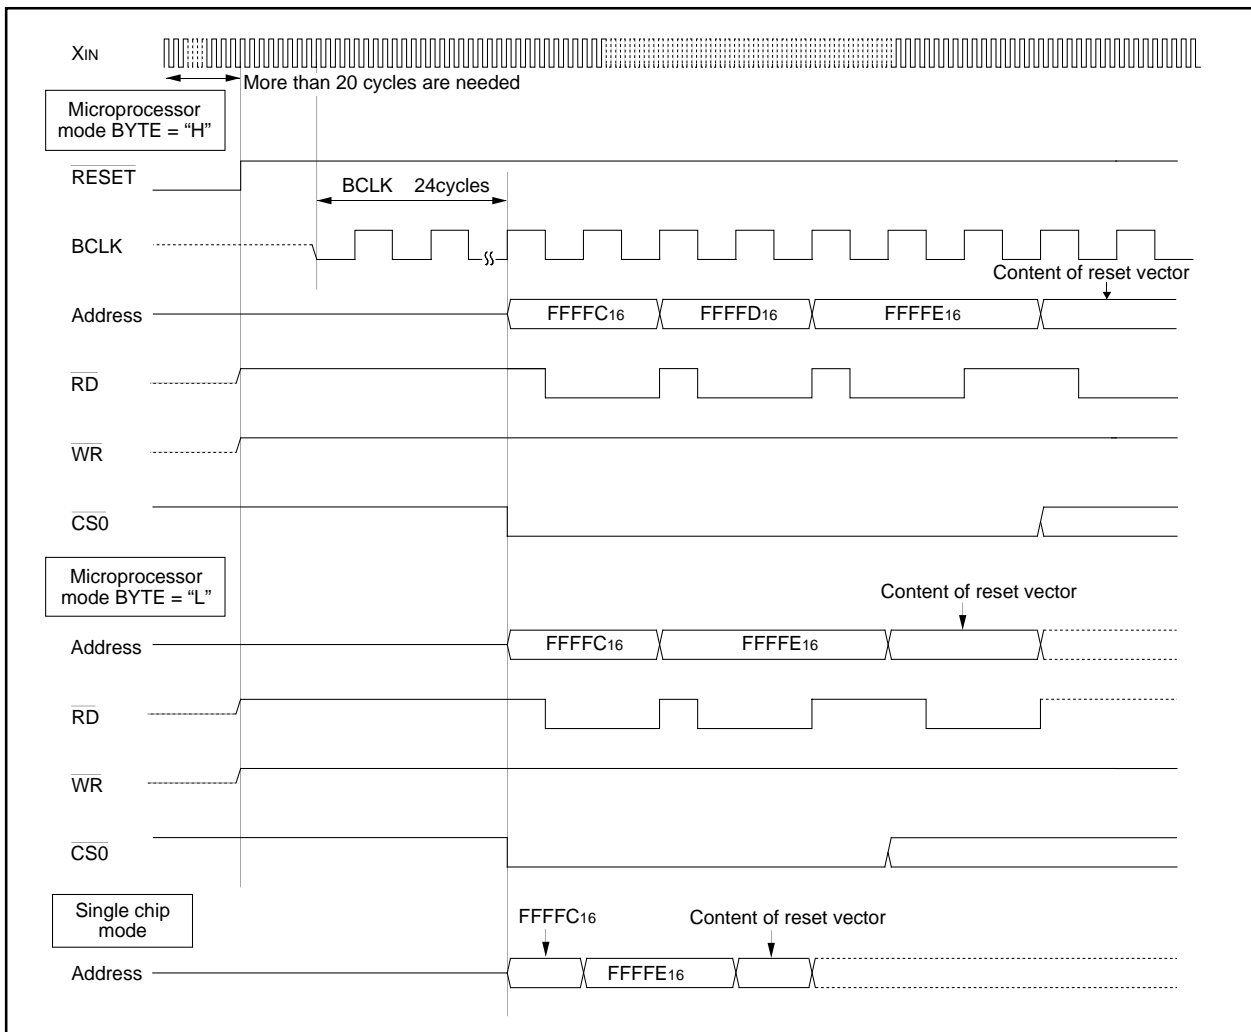 XIN
More than 20 cycles are needed
Microprocessor
mode BYTE = “H”
RESET
BCLK 24cycles
BCLK
Content of reset vector
Address
FFFFC16
FFFFD16
FFFFE16
RD
WR
CS0
Microprocessor
mode BYTE = “L”
Content of reset vector
Address
FFFFC16
FFFFE16
RD
WR
CS0
Single chip
mode
FFFFC16
Content of reset vector
Address
FFFFE16